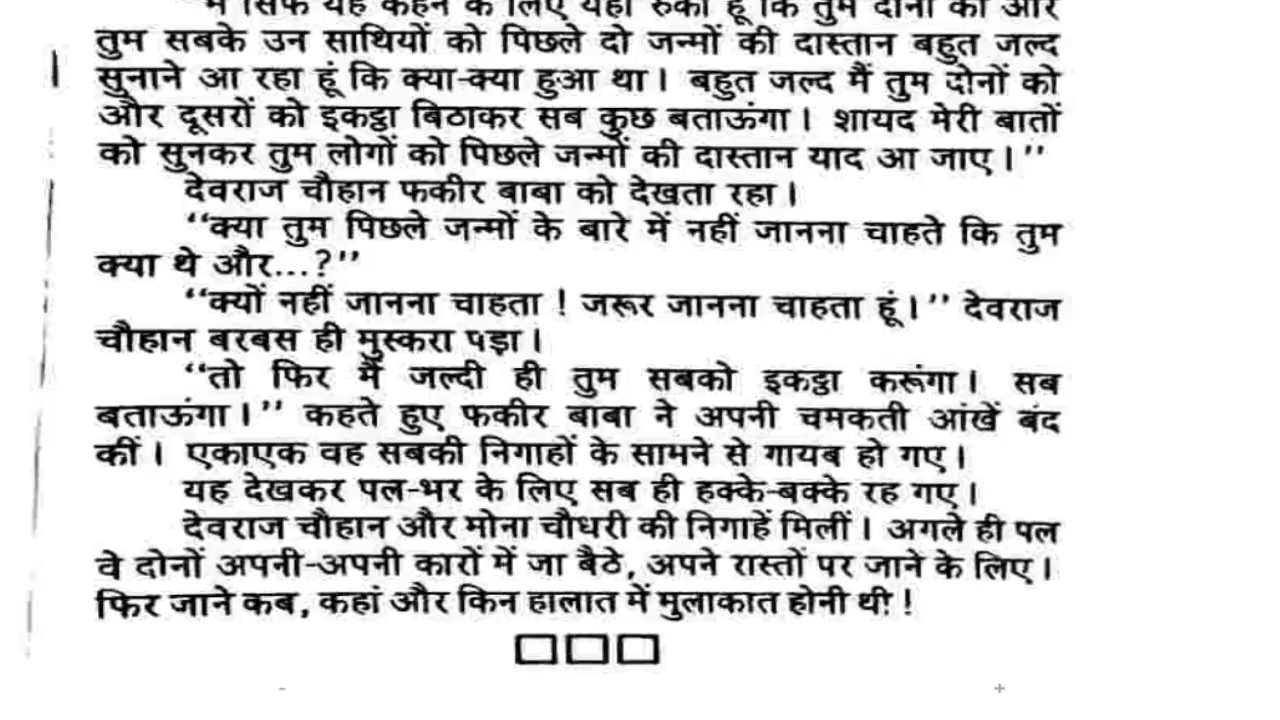 “मैं सिर्फ यह कहने के लिए यहां रुका हूं कि तुम दोनों को और
तुम सबके उन साथियों को पिछले दो जन्मों की दास्तान बहुत जल्द
सुनाने आ रहा हूं कि क्या-क्या हुआ था। बहुत जल्द मैं तुम दोनों को
और दूसरों को इकट्ठा बिठाकर सब कुछ बताऊंगा। शायद मेरी बातों
को सुनकर तुम लोगों को पिछले जन्मों की दास्तान याद आ जाए।”
देवराज चौहान फकीर बाबा को देखता रहा।
“क्या तुम पिछले जन्मों के बारे में नहीं जानना चाहते कि तुम
क्या थे और...?”
“क्यों नहीं जानना चाहता ! जरूर जानना चाहता हूं।” देवराज
चौहान बरबस ही मुस्करा पड़ा।
“तो फिर मैं जल्दी ही तुम सबको इकट्ठा करूंगा। सब
बताऊंगा।” कहते हुए फकीर बाबा ने अपनी चमकती आंखें बंद
कीं। एकाएक वह सबकी निगाहों के सामने से गायब हो गए।
यह देखकर पल-भर के लिए सब ही हक्के-बक्के रह गए।
देवराज चौहान और मोना चौधरी की निगाहें मिलीं। अगले ही पल
वे दोनों अपनी-अपनी कारों में जा बैठे, अपने रास्तों पर जाने के लिए।
फिर जाने कब, कहां और किन हालात में मुलाकात होनी थी !